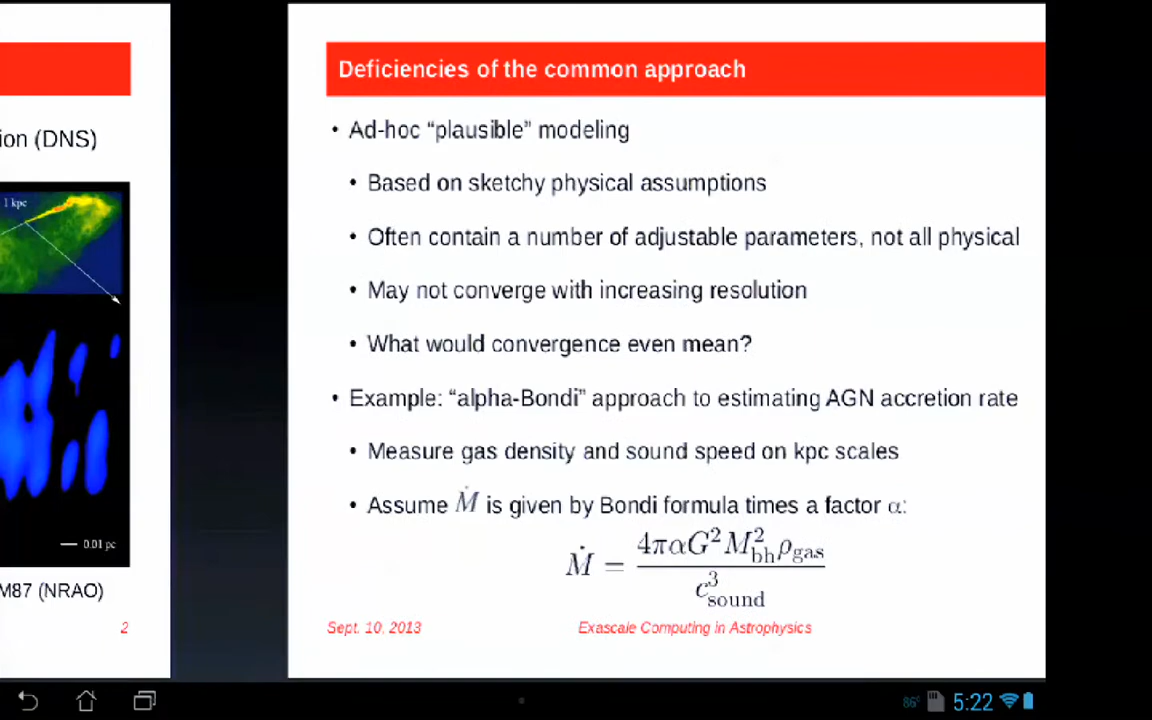 ion (DNS)
1 kpc
0.01 pc
M87 (NRAO)
2
Deficiencies of the common approach
• Ad-hoc “plausible” modeling
• Based on sketchy physical assumptions
• Often contain a number of adjustable parameters, not all physical
• May not converge with increasing resolution
• What would convergence even mean?
• Example: “alpha-Bondi” approach to estimating AGN accretion rate
• Measure gas density and sound speed on kpc scales
• Assume Ṁ is given by Bondi formula times a factor α:
Ṁ = 4παG²M²bh ρgas / c³sound
Sept. 10, 2013 Exascale Computing in Astrophysics
86° 5:22